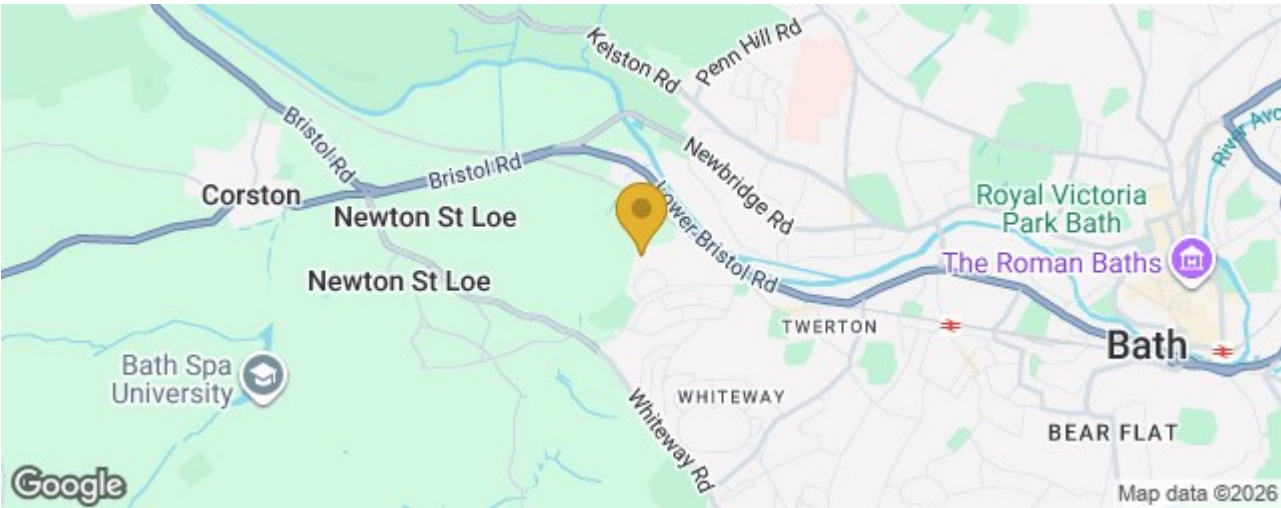 Kelston Rd
Penn Hill Rd
Bristol Rd
Bristol Rd
Corston
Newton St Loe
Newbridge Rd
Lower Bristol Rd
Royal Victoria
Park Bath
The Roman Baths
Newton St Loe
TWERTON
Bath
Bath Spa
University
WHITEWAY
Whiteway Rd
BEAR FLAT
Google
Map data ©2026